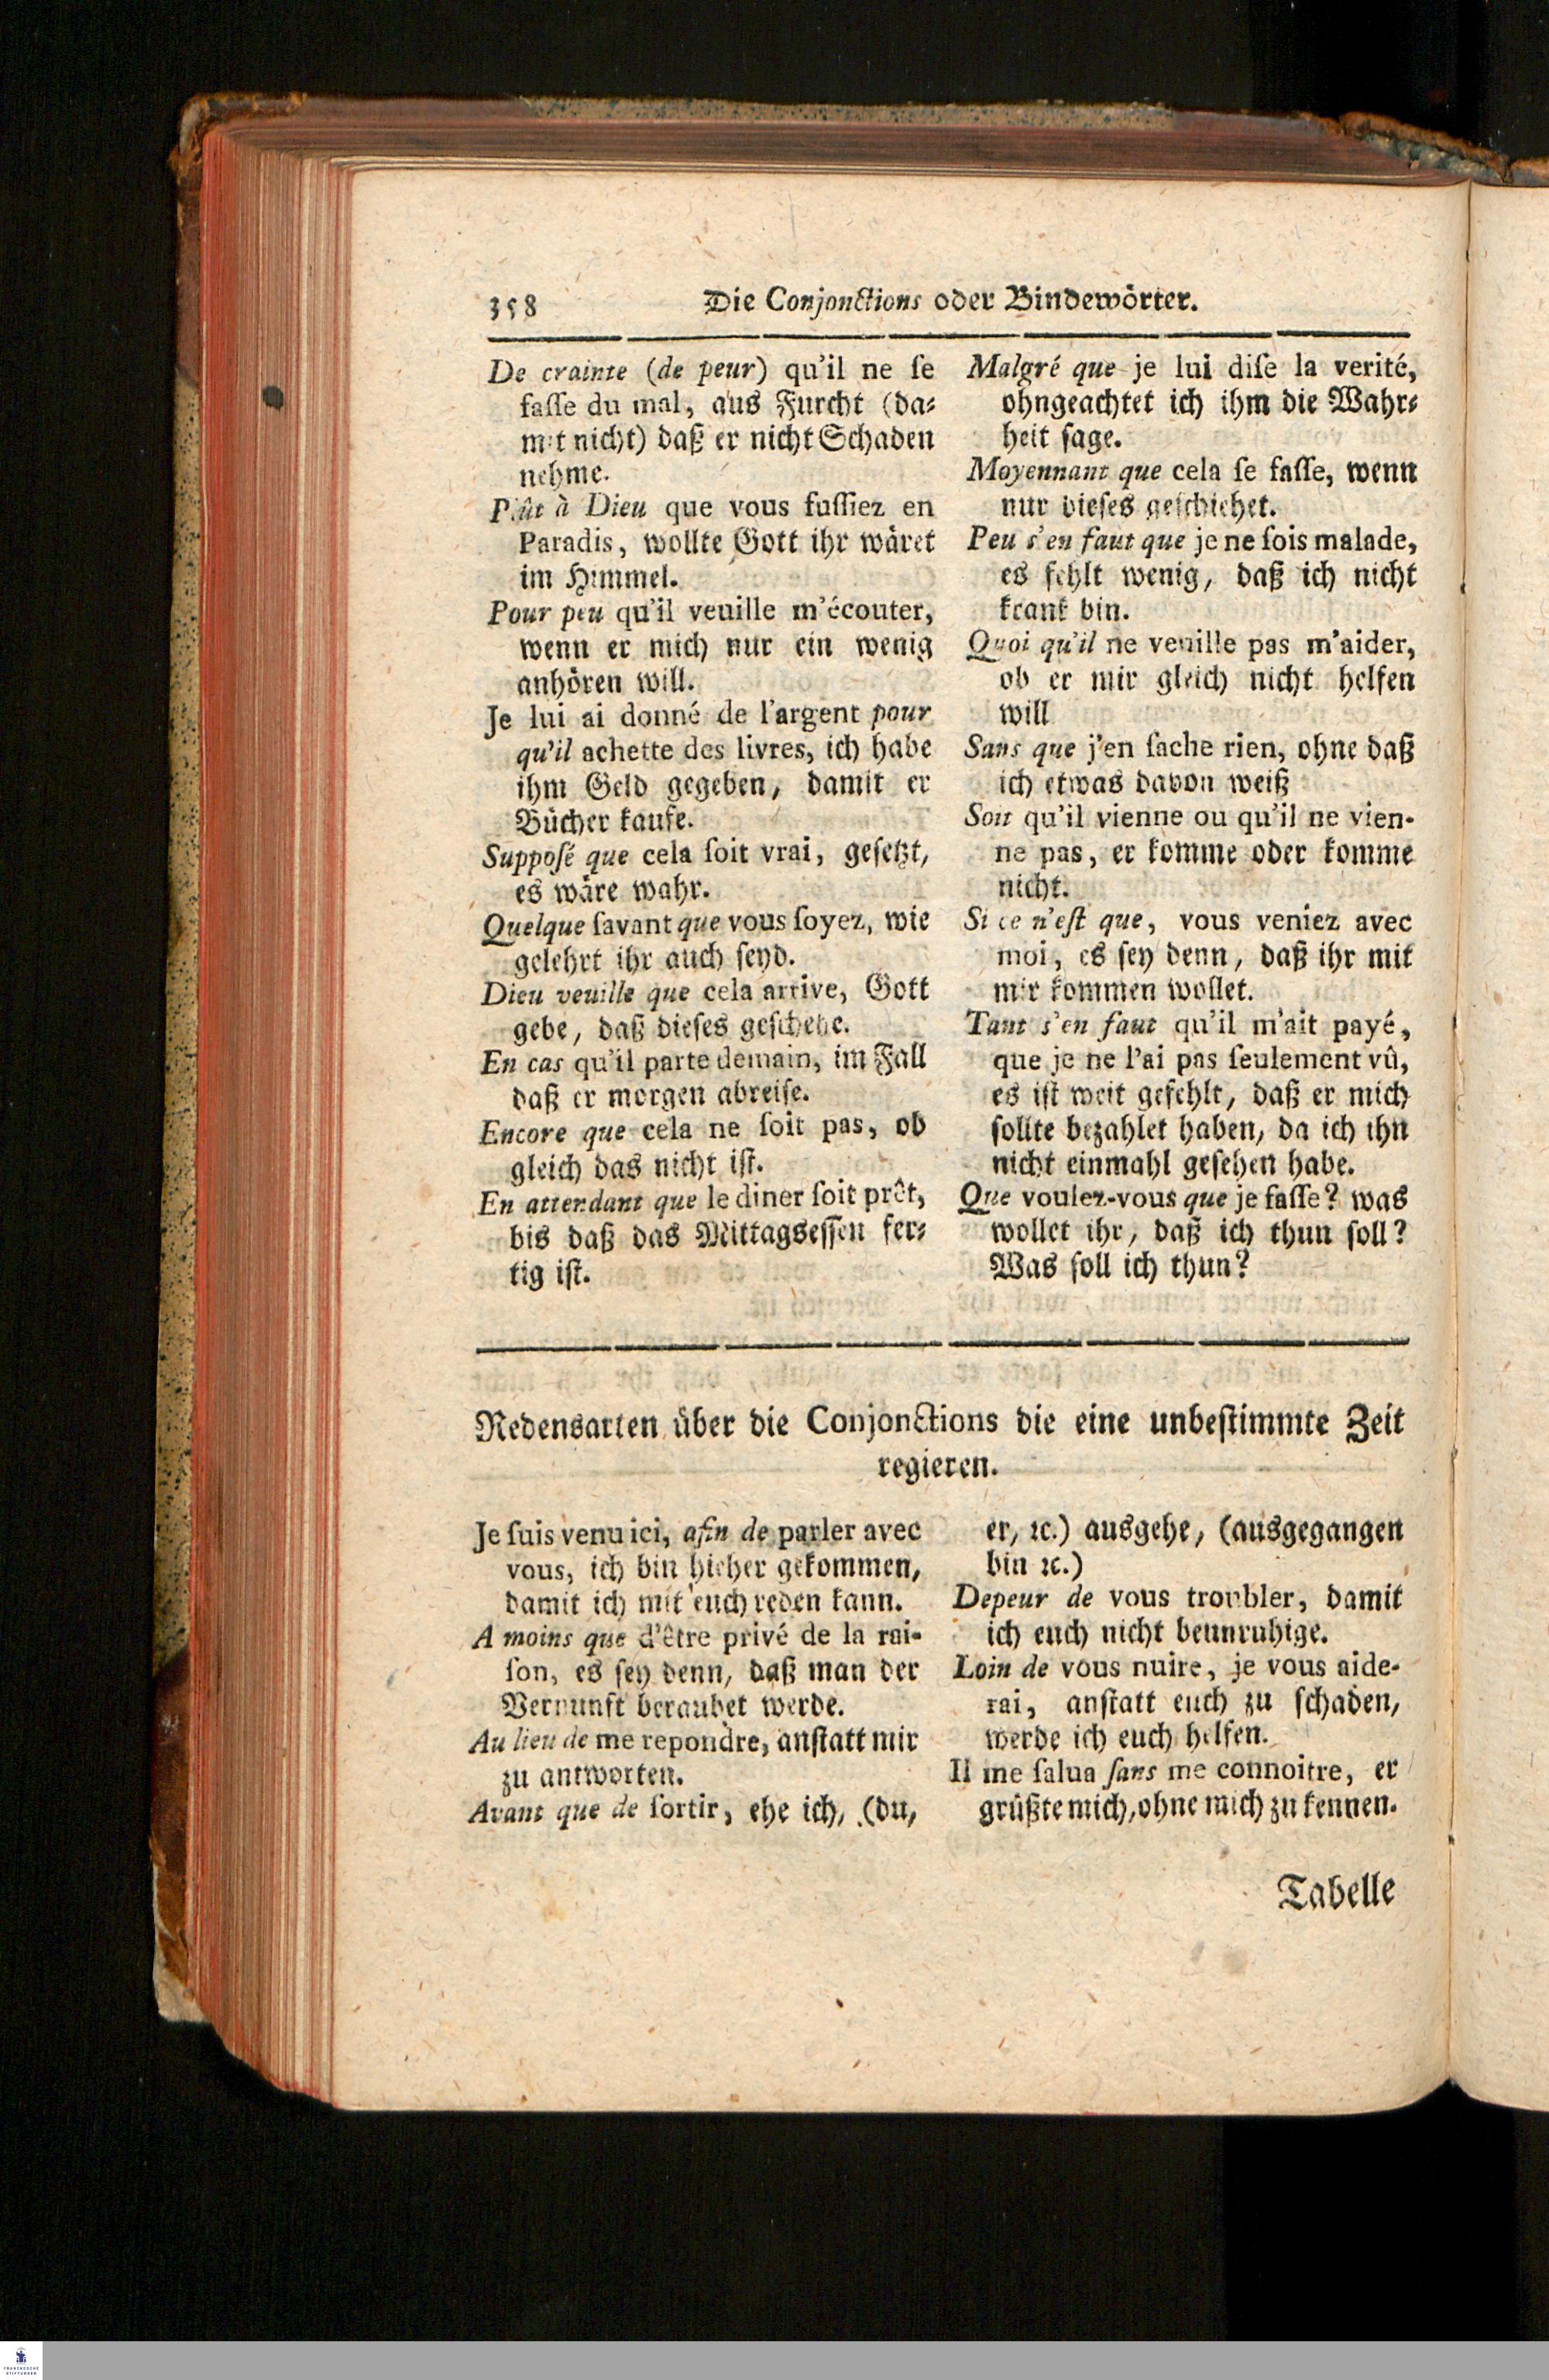 358 Die Conjonctions oder Bindewörter.
De crainte (de peur) qu'il ne ſe
faſſe du mal, aus Furcht (da⸗
mit nicht) daß er nicht Schaden
nehme.
Plût à Dieu que vous fuſſiez en
Paradis, wollte Gott ihr wäret
im Himmel.
Pour peu qu'il veuille m'écouter,
wenn er mich nur ein wenig
anhören will.
Je lui ai donné de l'argent pour
qu'il achette des livres, ich habe
ihm Geld gegeben, damit er
Bücher kaufe.
Suppoſé que cela ſoit vrai, geſetzt,
es wäre wahr.
Quelque ſavant que vous ſoyez, wie
gelehrt ihr auch ſeyd.
Dieu veuille que cela arrive, Gott
gebe, daß dieſes geſchehe.
En cas qu'il parte demain, im Fall
daß er morgen abreiſe.
Encore que cela ne ſoit pas, ob
gleich das nicht iſt.
En attendant que le diner ſoit prêt,
bis daß das Mittagseſſen fer⸗
tig iſt.
Malgré que je lui diſe la verité,
ohngeachtet ich ihm die Wahr⸗
heit ſage.
Moyennant que cela ſe faſſe, wenn
nur dieſes geſchiehet.
Peu s'en faut que je ne ſois malade,
es fehlt wenig, daß ich nicht
krank bin.
Quoi qu'il ne veuille pas m'aider,
ob er mir gleich nicht helfen
will
Sans que j'en ſache rien, ohne daß
ich etwas davon weiß
Soit qu'il vienne ou qu'il ne vien-
ne pas, er komme oder komme
nicht.
Si ce n'eſt que, vous veniez avec
moi, es ſey denn, daß ihr mit
mir kommen wollet.
Tant s'en faut qu'il m'ait payé,
que je ne l'ai pas ſeulement vû,
es iſt weit gefehlt, daß er mich
ſollte bezahlet haben, da ich ihn
nicht einmahl geſehen habe.
Que voulez-vous que je faſſe? was
wollet ihr, daß ich thun ſoll?
Was ſoll ich thun?
Redensarten über die Conjonctions die eine unbeſtimmte Zeit
regieren.
Je ſuis venu ici, afin de parler avec
vous, ich bin hieher gekommen,
damit ich mit euch reden kann.
A moins que d'être privé de la rai-
ſon, es ſey denn, daß man der
Vernunft beraubet werde.
Au lieu de me repondre, anſtatt mir
zu antworten.
Avant que de ſortir, ehe ich, (du,
er, ꝛc.) ausgehe, (ausgegangen
bin ꝛc.)
Depeur de vous troubler, damit
ich euch nicht beunruhige.
Loin de vous nuire, je vous aide-
rai, anſtatt euch zu ſchaden,
werde ich euch helfen.
Il me ſalua ſans me connoitre, er
grüßte mich, ohne mich zu kennen.
Tabelle
FRANCKESCHE
STIFTUNGEN